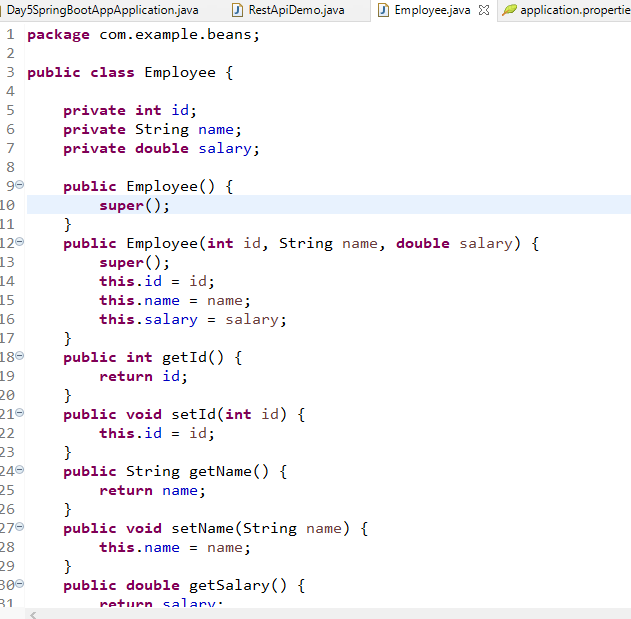 Day5SpringBootAppApplication.java RestApiDemo.java Employee.java application.propertie
1 package com.example.beans;
2
3 public class Employee {
4
5 private int id;
6 private String name;
7 private double salary;
8
9 public Employee() {
10 super();
11 }
12 public Employee(int id, String name, double salary) {
13 super();
14 this.id = id;
15 this.name = name;
16 this.salary = salary;
17 }
18 public int getId() {
19 return id;
20 }
21 public void setId(int id) {
22 this.id = id;
23 }
24 public String getName() {
25 return name;
26 }
27 public void setName(String name) {
28 this.name = name;
29 }
30 public double getSalary() {
31 return salary;